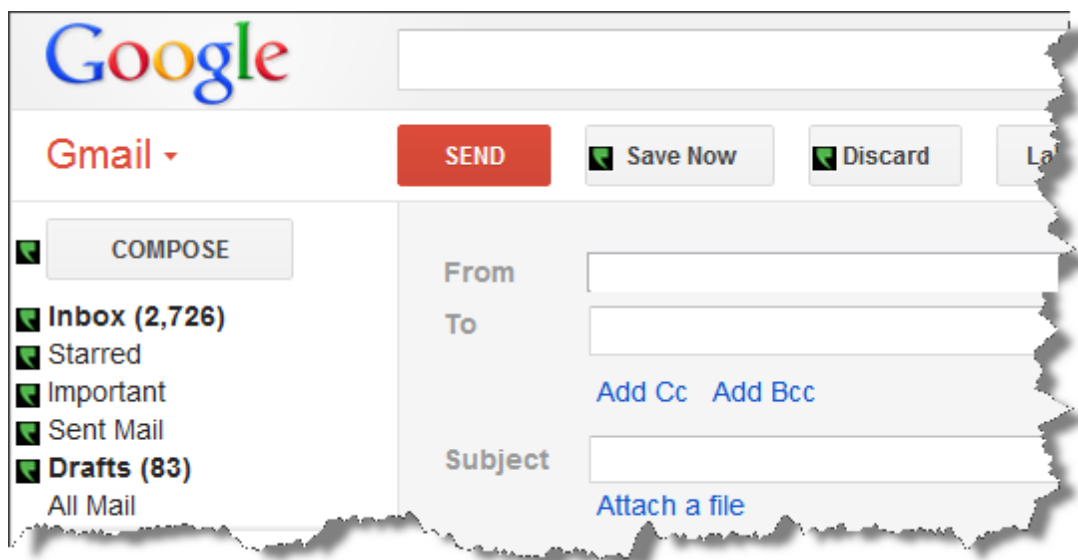 Google
Gmail
SEND Save Now Discard
COMPOSE
Inbox (2,726)
Starred
Important
Sent Mail
Drafts (83)
All Mail
From
To
Add Cc Add Bcc
Subject
Attach a file